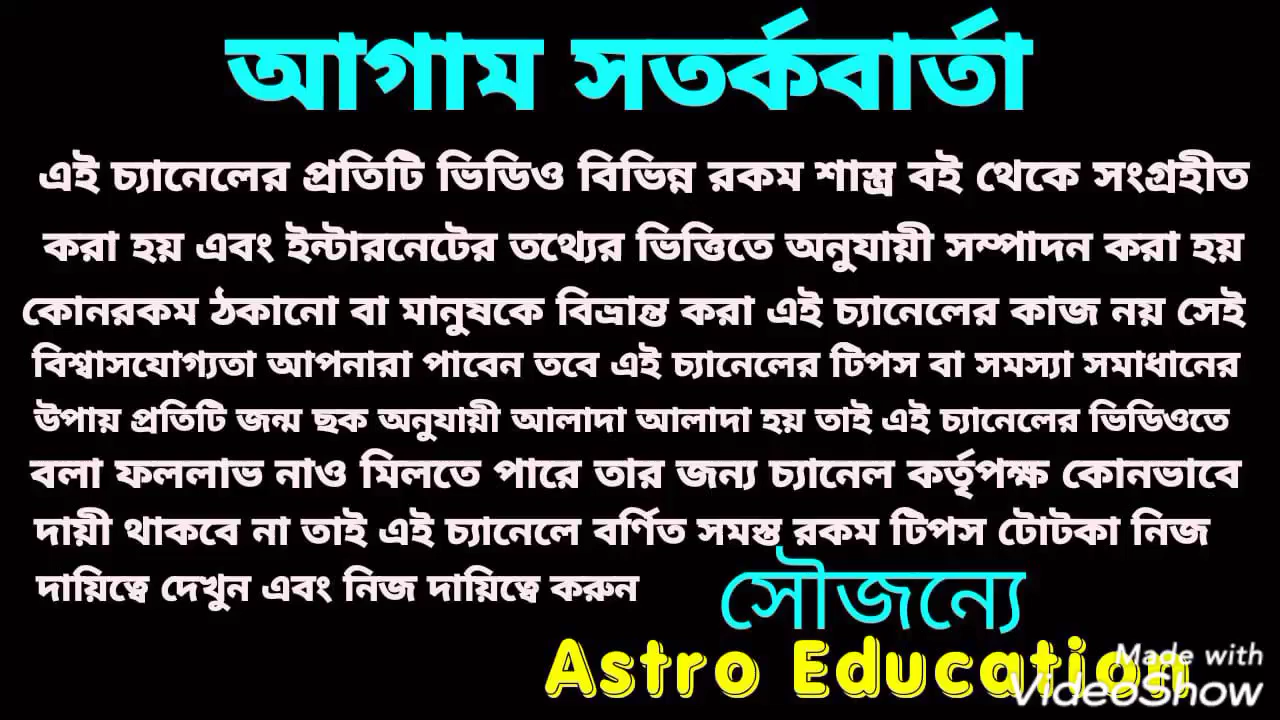 আগাম সতর্কবার্তা
এই চ্যানেলের প্রতিটি ভিডিও বিভিন্ন রকম শাস্ত্র বই থেকে সংগ্রহীত
করা হয় এবং ইন্টারনেটের তথ্যের ভিত্তিতে অনুযায়ী সম্পাদন করা হয়
কোনরকম ঠকানো বা মানুষকে বিভ্রান্ত করা এই চ্যানেলের কাজ নয় সেই
বিশ্বাসযোগ্যতা আপনারা পাবেন তবে এই চ্যানেলের টিপস বা সমস্যা সমাধানের
উপায় প্রতিটি জন্ম ছক অনুযায়ী আলাদা আলাদা হয় তাই এই চ্যানেলের ভিডিওতে
বলা ফললাভ নাও মিলতে পারে তার জন্য চ্যানেল কর্তৃপক্ষ কোনভাবে
দায়ী থাকবে না তাই এই চ্যানেলে বর্ণিত সমস্ত রকম টিপস টোটকা নিজ
দায়িত্বে দেখুন এবং নিজ দায়িত্বে করুন
সৌজন্যে
Astro Education
Made with
VideoShow